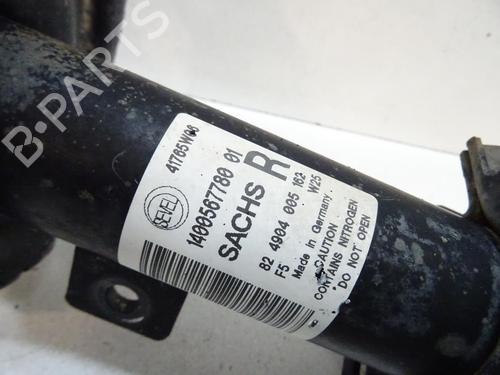 B-Parts
41765W06
SEVEL
1400567780 01
SACHS R
82 4904 005 162
F5 Made in Germany W25
CAUTION
CONTAINS NITROGEN
DO NOT OPEN